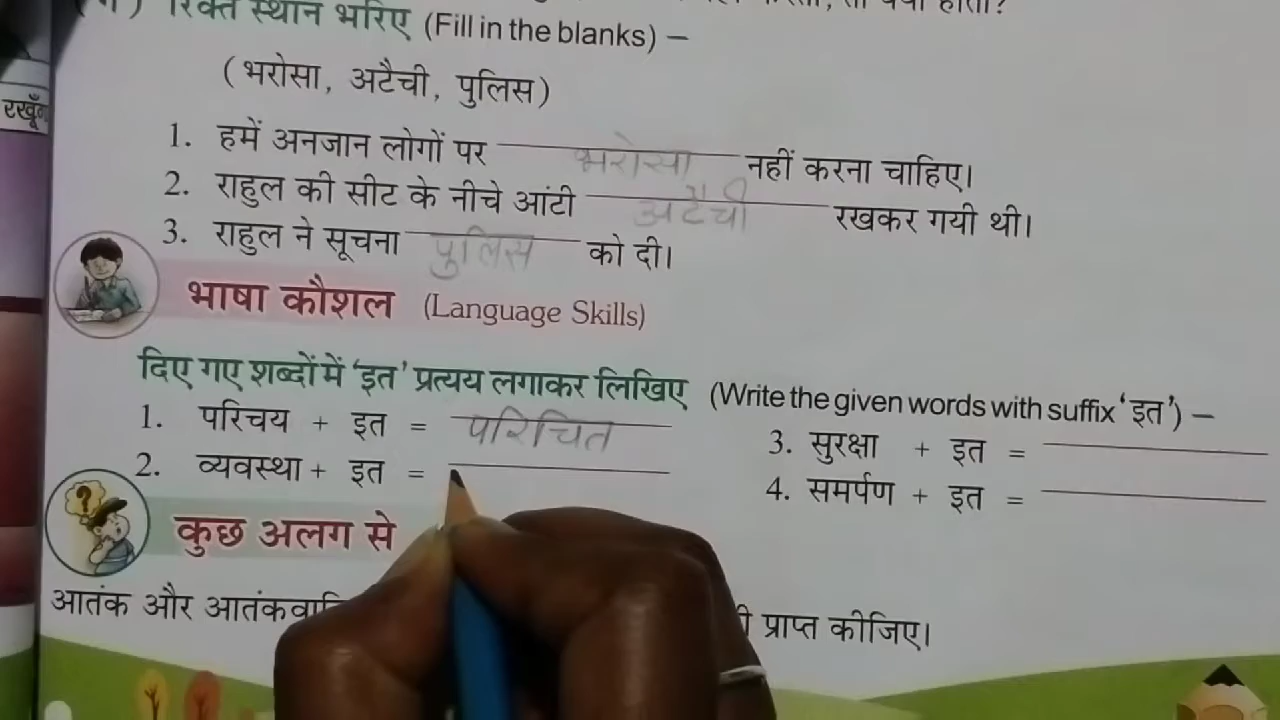 रिक्त स्थान भरिए (Fill in the blanks) –
(भरोसा, अटैची, पुलिस)
1. हमें अनजान लोगों पर भरोसा नहीं करना चाहिए।
2. राहुल की सीट के नीचे आंटी अटैची रखकर गयी थी।
3. राहुल ने सूचना पुलिस को दी।
भाषा कौशल (Language Skills)
दिए गए शब्दों में ‘इत’ प्रत्यय लगाकर लिखिए (Write the given words with suffix ‘इत’) –
1. परिचय + इत = परिचित
2. व्यवस्था + इत =
3. सुरक्षा + इत =
4. समर्पण + इत =
कुछ अलग से
आतंक और प्राप्त कीजिए।